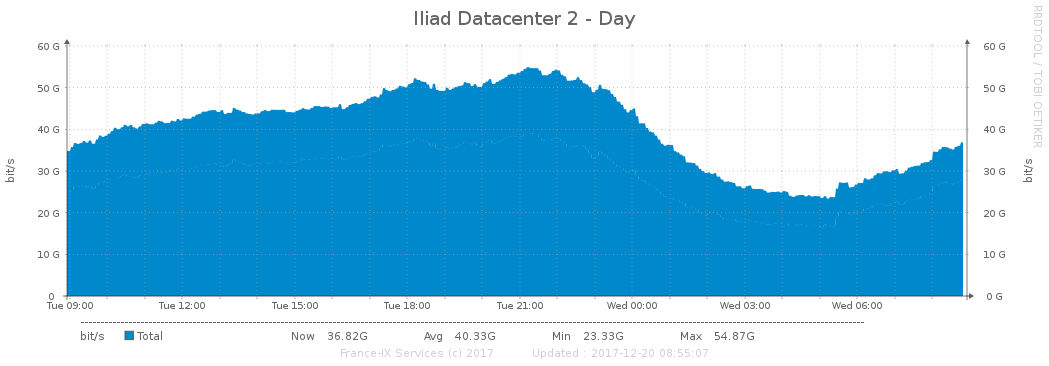 Iliad Datacenter 2 - Day
RRDTOOL / TOBI OETIKER
60 G 60 G
50 G 50 G
40 G 40 G
30 G 30 G
20 G 20 G
10 G 10 G
0 0 G
bit/s
bit/s
Tue 09:00 Tue 12:00 Tue 15:00 Tue 18:00 Tue 21:00 Wed 00:00 Wed 03:00 Wed 06:00
bit/s Total Now 36.82G Avg 40.33G Min 23.33G Max 54.87G
France-IX Services (c) 2017 Updated : 2017-12-20 08:55:07